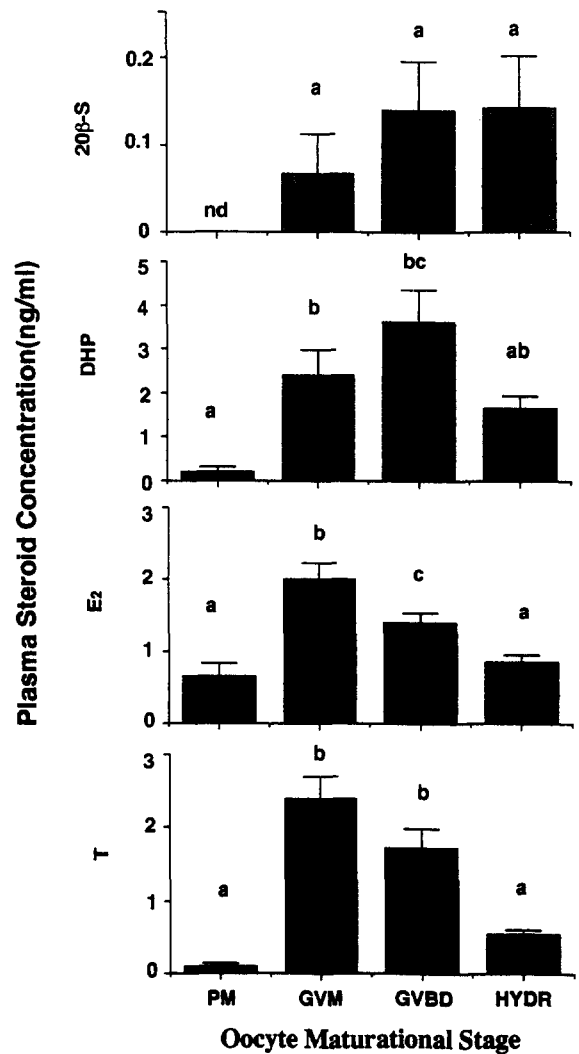 Plasma Steroid Concentration(ng/ml)
20β-S
0.2
0.1
0
nd
a
a
a
DHP
5
4
3
2
1
0
a
b
bc
ab
E2
3
2
1
0
a
b
c
a
T
3
2
1
0
a
b
b
a
PM GVM GVBD HYDR
Oocyte Maturational Stage